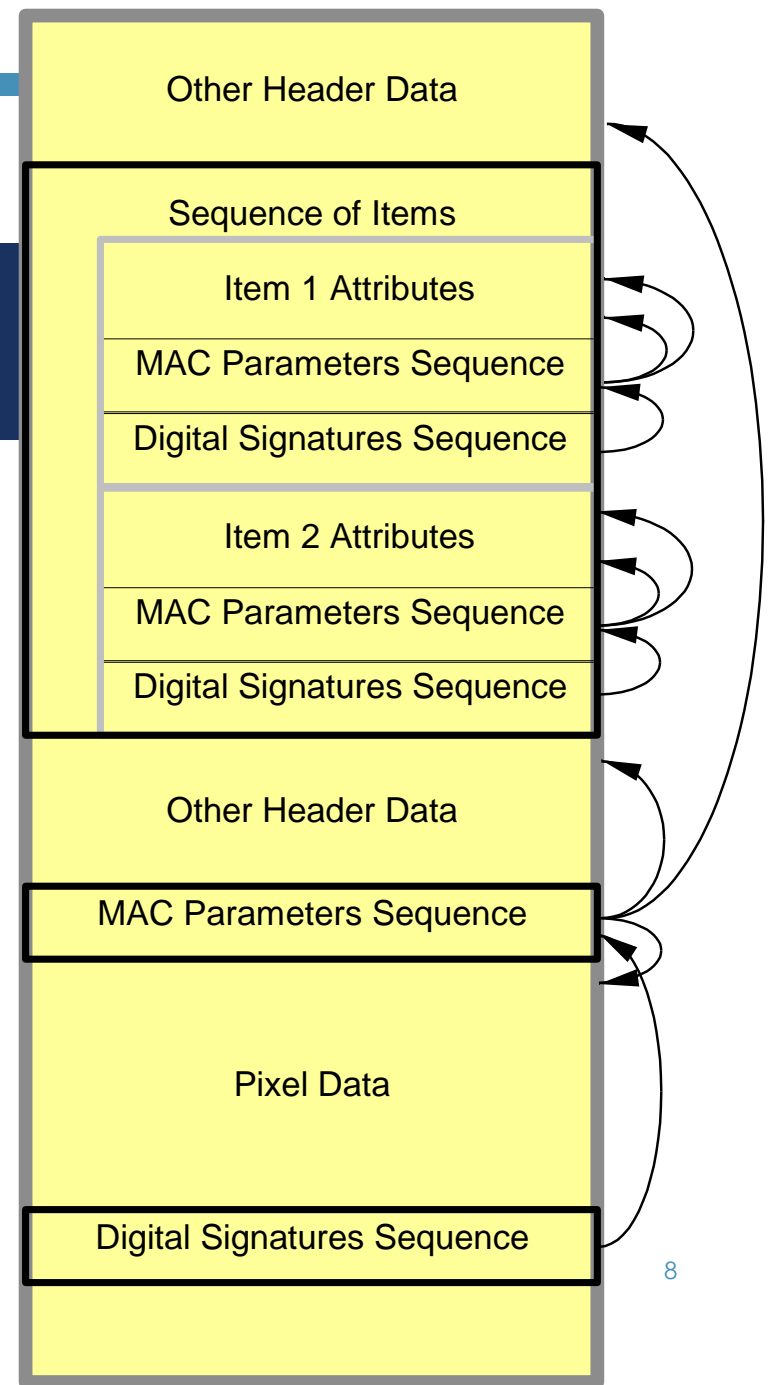 Other Header Data
Sequence of Items
Item 1 Attributes
MAC Parameters Sequence
Digital Signatures Sequence
Item 2 Attributes
MAC Parameters Sequence
Digital Signatures Sequence
Other Header Data
MAC Parameters Sequence
Pixel Data
Digital Signatures Sequence
8